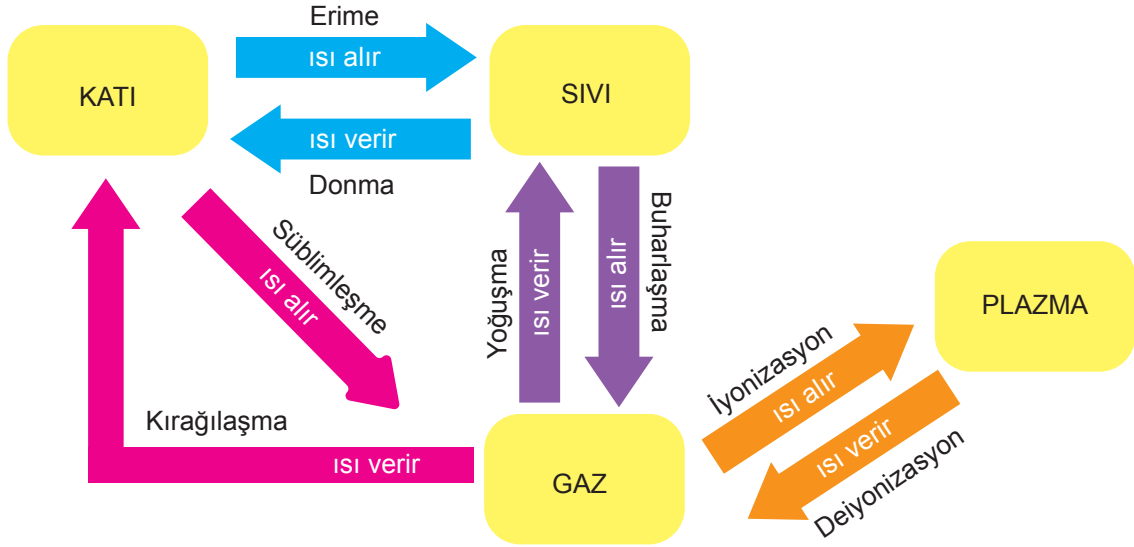 Erime
ısı alır
KATI
SIVI
ısı verir
Donma
Süblimleşme
ısı alır
Yoğuşma
ısı verir
ısı alır
Buharlaşma
PLAZMA
İyonizasyon
ısı alır
Kırağılaşma
ısı verir
GAZ
ısı verir
Deiyonizasyon